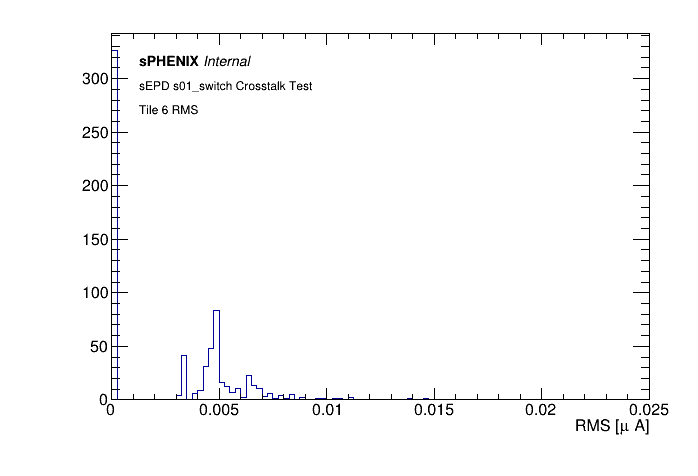 sPHENIX Internal
sEPD s01_switch Crosstalk Test
Tile 6 RMS
300
250
200
150
100
50
0
0 0.005 0.01 0.015 0.02 0.025
RMS [μ A]